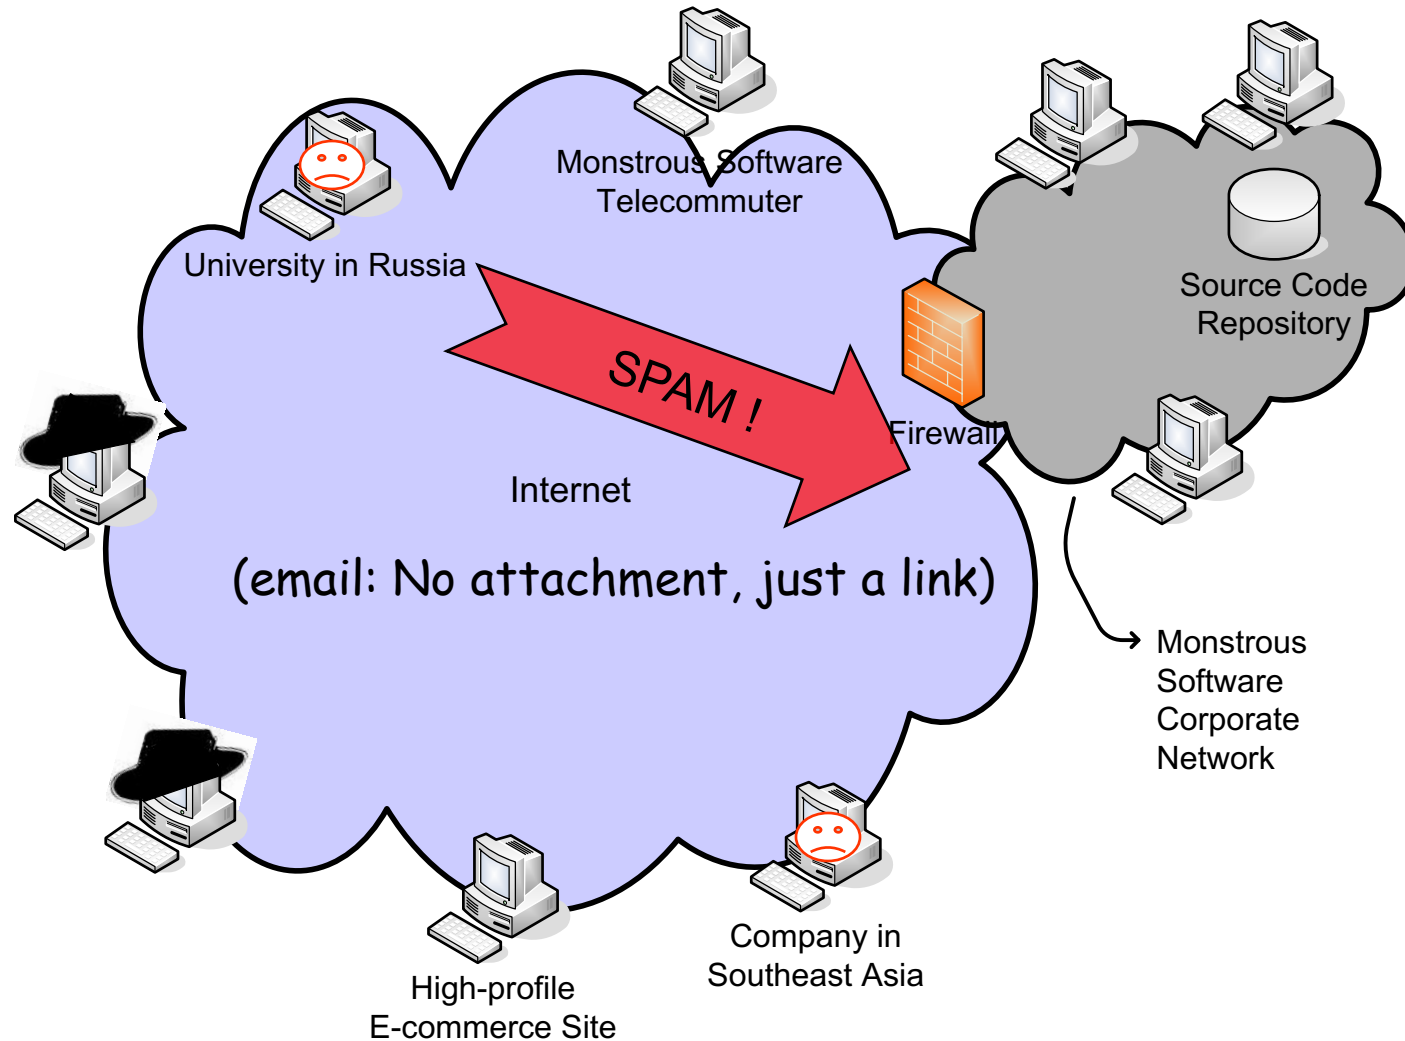 Monstrous Software
Telecommuter
University in Russia
Source Code
Repository
SPAM !
Firewall
Internet
(email: No attachment, just a link)
Monstrous
Software
Corporate
Network
Company in
Southeast Asia
High-profile
E-commerce Site